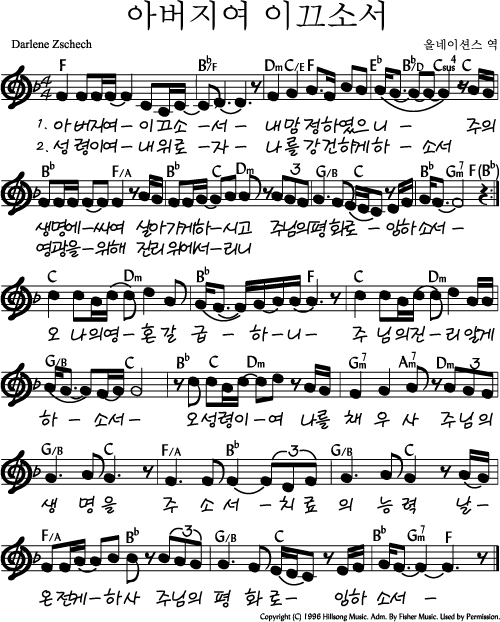 아버지여 이끄소서
Darlene Zschech 올네이션스 역
F B♭/F Dm C/E F E♭ B♭/D Csus4 C
1. 아버지여- 이끄소-서- 내맘 정하였으니- 주의
2. 성령이여- 내위로-자- 나를 강건하게 하-소서
B♭ F/A B♭ C Dm G/B C B♭ Gm7 F(B♭)
생명에-싸여 살아가게하-시고 주님의평화로-임하소서-
영광을-위해 진리위에서-리니
C Dm B♭ F C Dm
오 나의영-혼갈급-하-니- 주님의진-리앞에
G/B C B♭ C Dm Gm7 Am7 Dm
하-소서- 오성령이-여 나를 채우사 주님의
G/B C F/A B♭ G/B C
생 명을 주소서-치료의 능력 날-
F/A B♭ G/B C B♭ Gm7 F
온전케-하사 주님의 평화로- 임하 소서-
Copyright (C) 1996 Hillsong Music. Adm. By Fisher Music. Used by Permission.